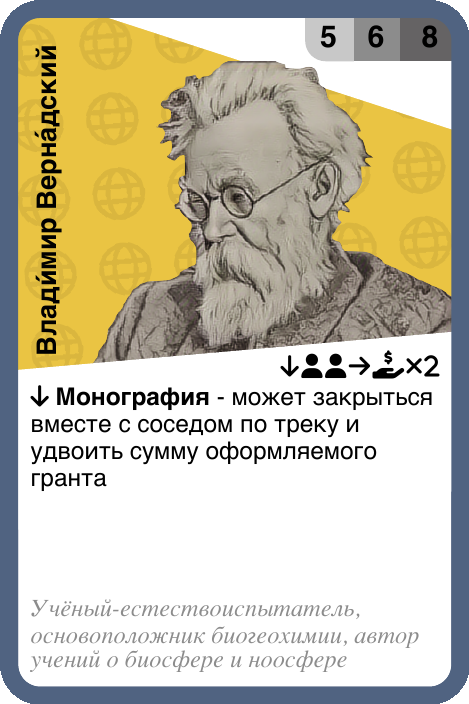 5 6 8
Влади́мир Верна́дский
↓ → $ ×2
↓ Монография - может закрыться
вместе с соседом по треку и
удвоить сумму оформляемого
гранта
Учёный-естествоиспытатель,
основоположник биогеохимии, автор
учений о биосфере и ноосфере